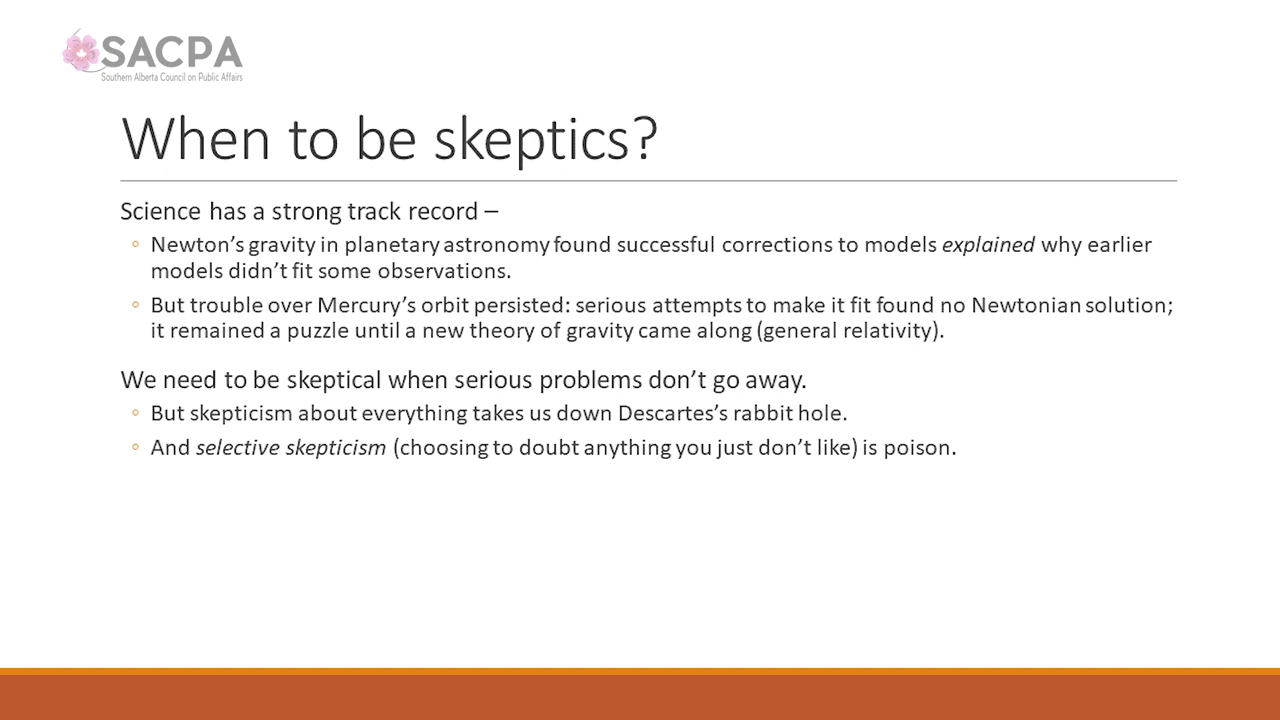 SACPA
Southern Alberta Council on Public Affairs
When to be skeptics?
Science has a strong track record –
◦ Newton’s gravity in planetary astronomy found successful corrections to models explained why earlier
models didn’t fit some observations.
◦ But trouble over Mercury’s orbit persisted: serious attempts to make it fit found no Newtonian solution;
it remained a puzzle until a new theory of gravity came along (general relativity).
We need to be skeptical when serious problems don’t go away.
◦ But skepticism about everything takes us down Descartes’s rabbit hole.
◦ And selective skepticism (choosing to doubt anything you just don’t like) is poison.